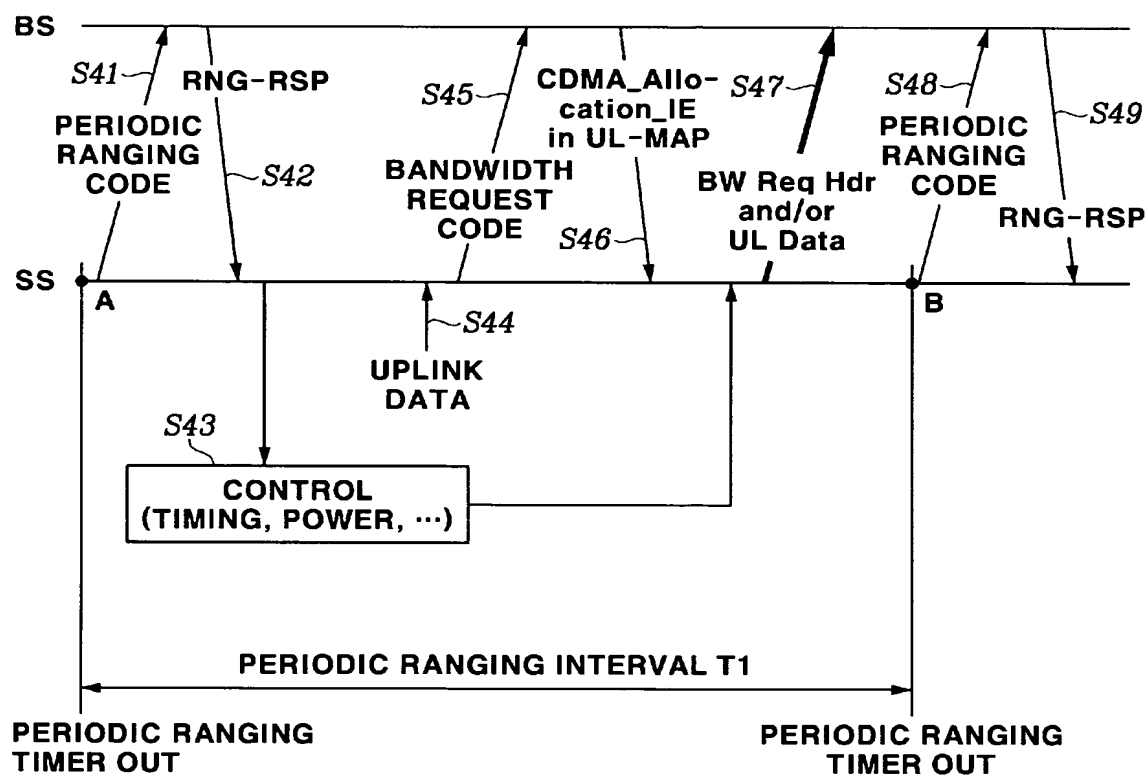 BS
S41
PERIODIC
RANGING
CODE
RNG-RSP
S42
S45
BANDWIDTH
REQUEST
CODE
CDMA_Allo-
cation_IE
in UL-MAP
S46
S47
BW Req Hdr
and/or
UL Data
S48
PERIODIC
RANGING
CODE
S49
RNG-RSP
SS
A
B
S44
UPLINK
DATA
S43
CONTROL
(TIMING, POWER, ···)
PERIODIC RANGING INTERVAL T1
PERIODIC RANGING
TIMER OUT
PERIODIC RANGING
TIMER OUT